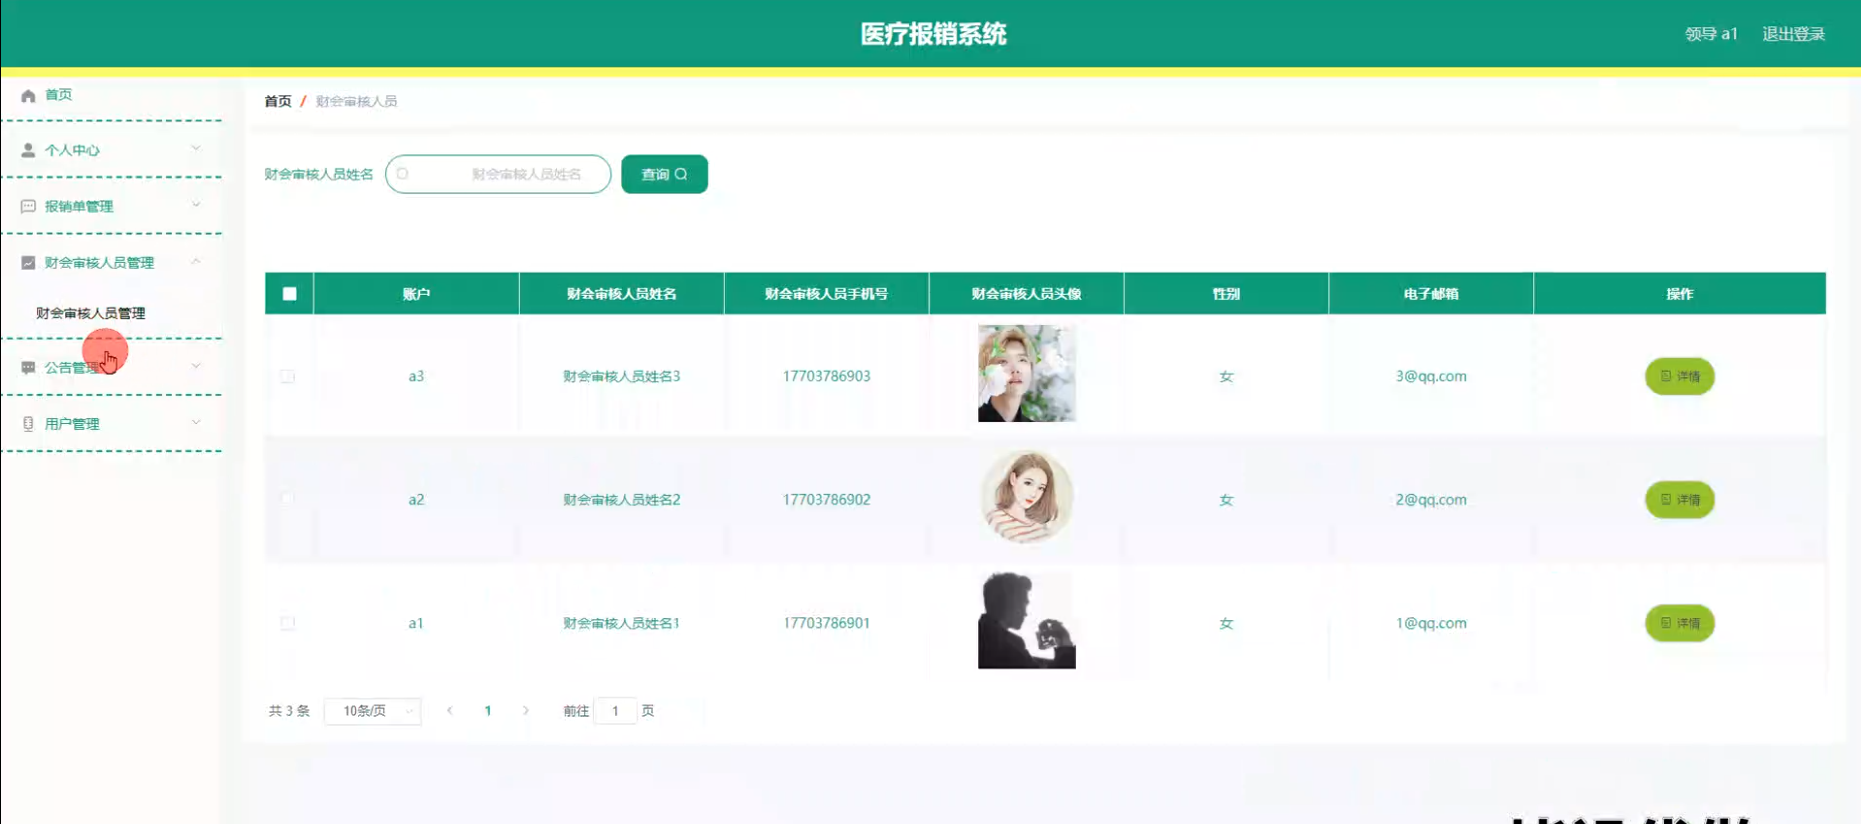 医疗报销系统
领导 a1 退出登录
首页
个人中心
报销单管理
财会审核人员管理
财会审核人员管理
公告管理
用户管理
首页 / 财会审核人员
财会审核人员姓名 财会审核人员姓名 查询
账户 财会审核人员姓名 财会审核人员手机号 财会审核人员头像 性别 电子邮箱 操作
a3 财会审核人员姓名3 17703786903 女 3@qq.com 详情
a2 财会审核人员姓名2 17703786902 女 2@qq.com 详情
a1 财会审核人员姓名1 17703786901 女 1@qq.com 详情
共 3 条 10条/页 1 前往 1 页